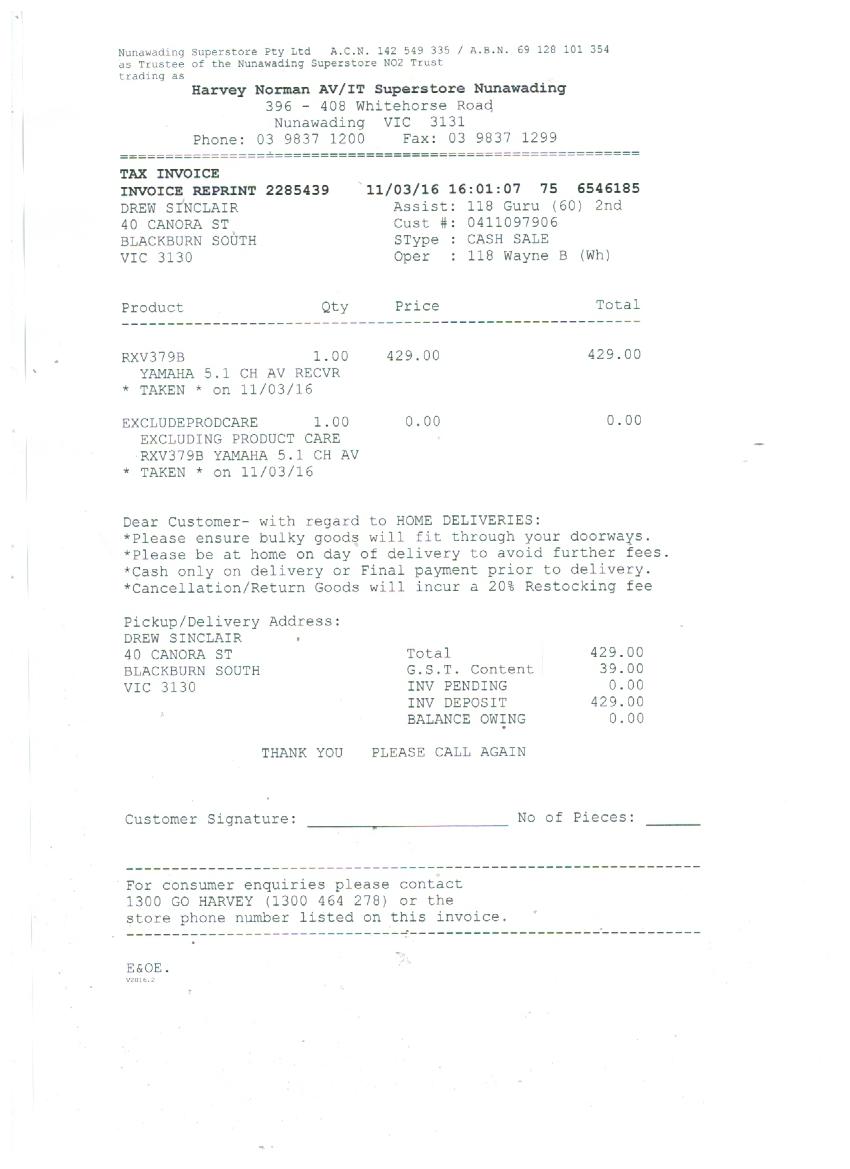 Nunawading Superstore Pty Ltd A.C.N. 142 549 335 / A.B.N. 69 128 101 354
as Trustee of the Nunawading Superstore NO2 Trust
trading as
Harvey Norman AV/IT Superstore Nunawading
396 - 408 Whitehorse Road
Nunawading VIC 3131
Phone: 03 9837 1200 Fax: 03 9837 1299
TAX INVOICE
INVOICE REPRINT 2285439 11/03/16 16:01:07 75 6546185
DREW SINCLAIR Assist: 118 Guru (60) 2nd
40 CANORA ST Cust #: 0411097906
BLACKBURN SOUTH SType : CASH SALE
VIC 3130 Oper : 118 Wayne B (Wh)
Product Qty Price Total
RXV379B 1.00 429.00 429.00
YAMAHA 5.1 CH AV RECVR
* TAKEN * on 11/03/16
EXCLUDEPRODCARE 1.00 0.00 0.00
EXCLUDING PRODUCT CARE
RXV379B YAMAHA 5.1 CH AV
* TAKEN * on 11/03/16
Dear Customer- with regard to HOME DELIVERIES:
*Please ensure bulky goods will fit through your doorways.
*Please be at home on day of delivery to avoid further fees.
*Cash only on delivery or Final payment prior to delivery.
*Cancellation/Return Goods will incur a 20% Restocking fee
Pickup/Delivery Address:
DREW SINCLAIR
40 CANORA ST Total 429.00
BLACKBURN SOUTH G.S.T. Content 39.00
VIC 3130 INV PENDING 0.00
INV DEPOSIT 429.00
BALANCE OWING 0.00
THANK YOU PLEASE CALL AGAIN
Customer Signature: No of Pieces:
For consumer enquiries please contact
1300 GO HARVEY (1300 464 278) or the
store phone number listed on this invoice.
E&OE.
V2016.2